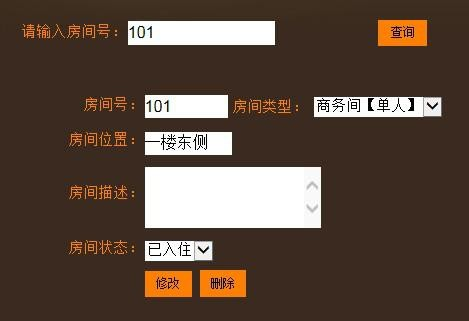 请输入房间号：101 查询
房间号：101 房间类型： 商务间【单人】
房间位置：一楼东侧
房间描述：
房间状态：已入住
修改 删除